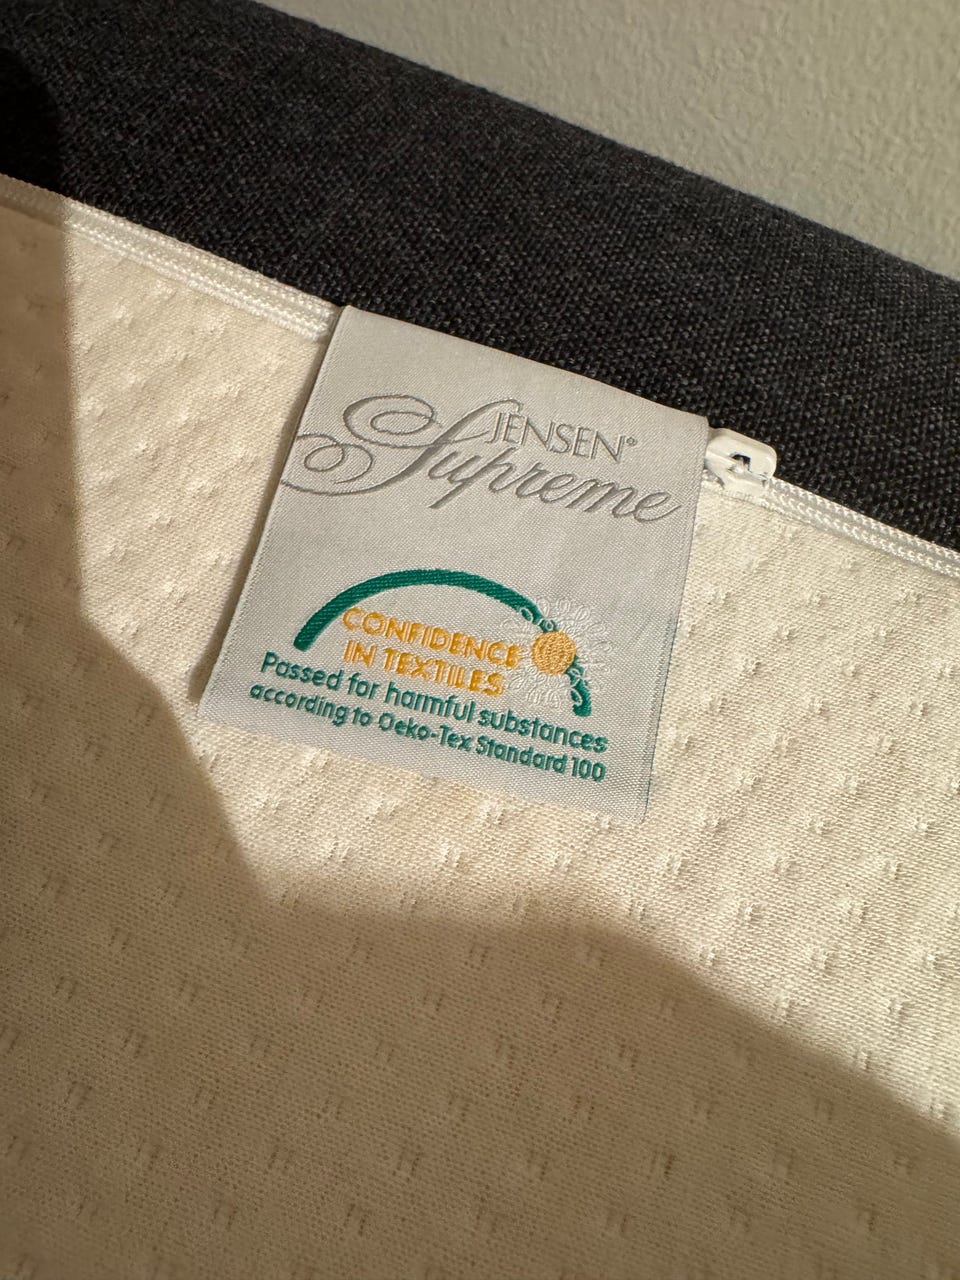 JENSEN®
Supreme
CONFIDENCE
IN TEXTILES
Passed for harmful substances
according to Oeko-Tex Standard 100